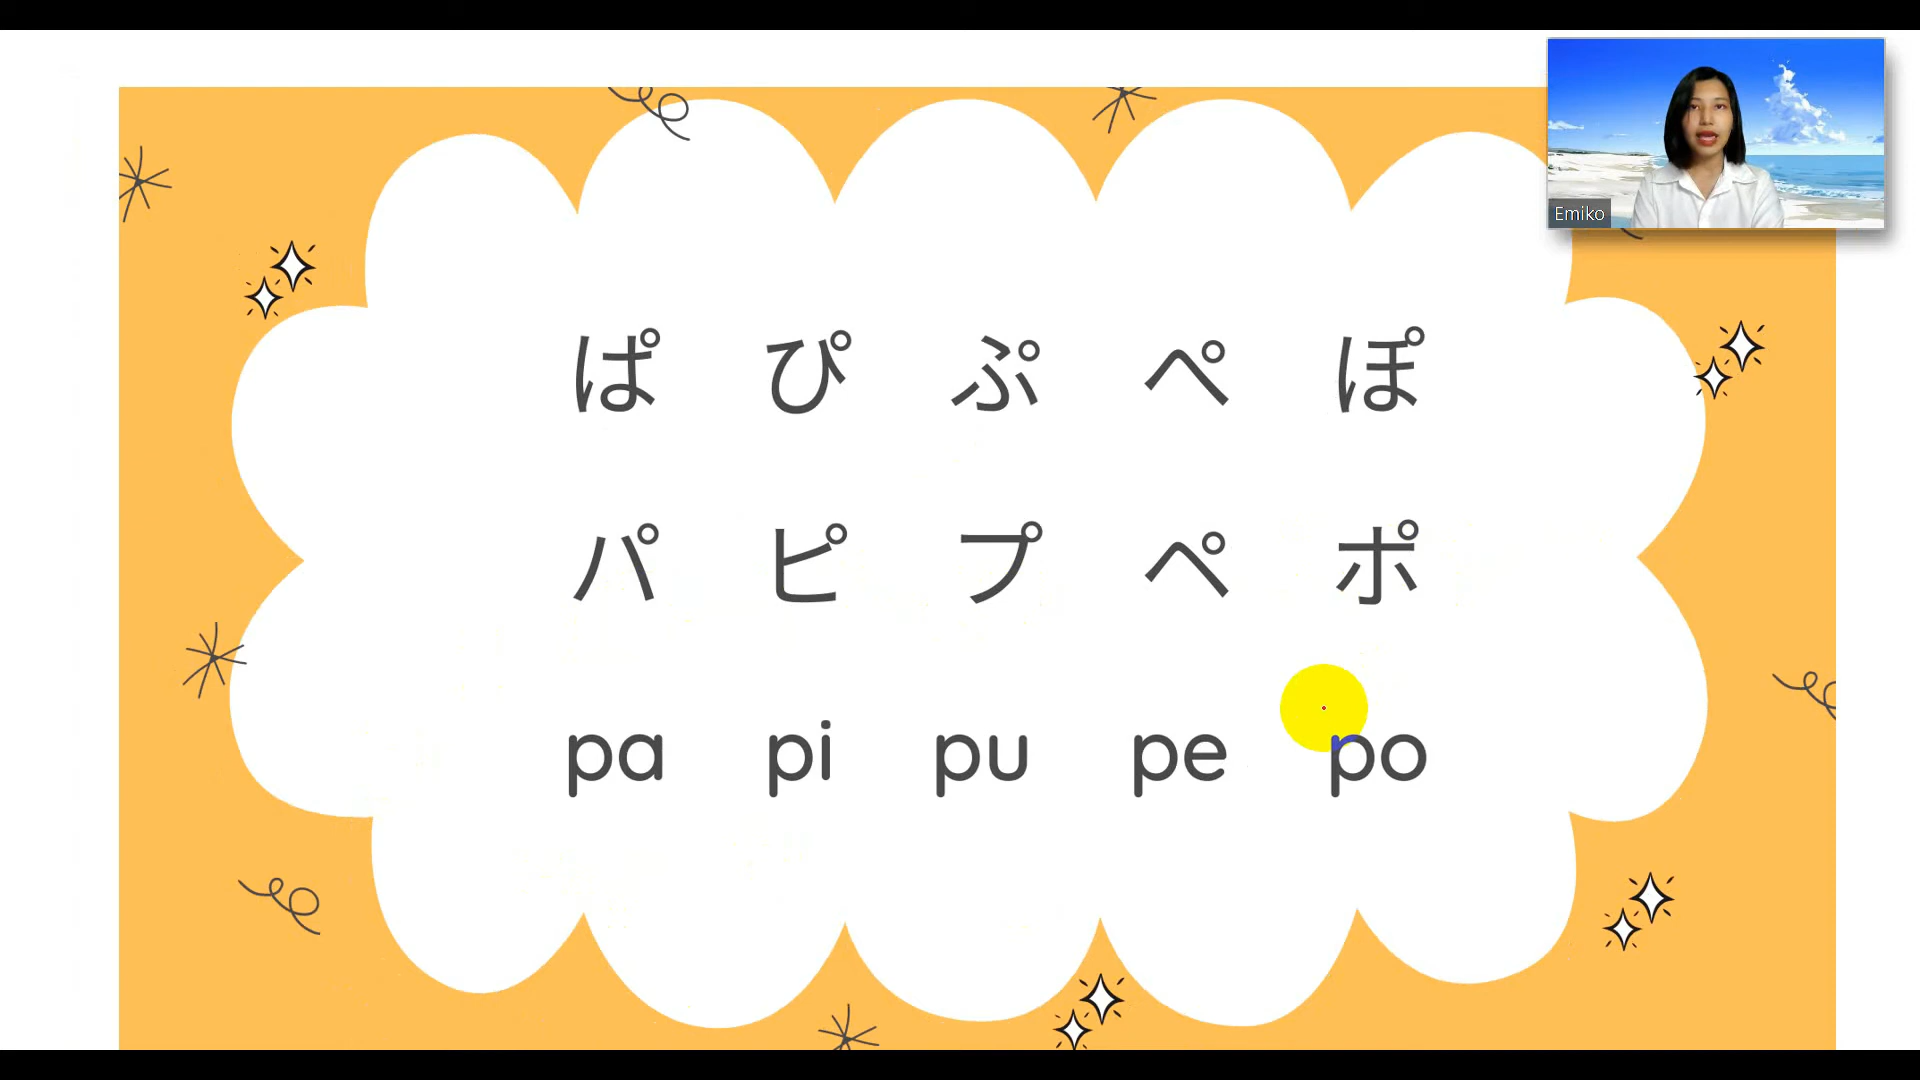 Emiko
ぱ ぴ ぷ ぺ ぽ
パ ピ プ ペ ポ
pa pi pu pe po